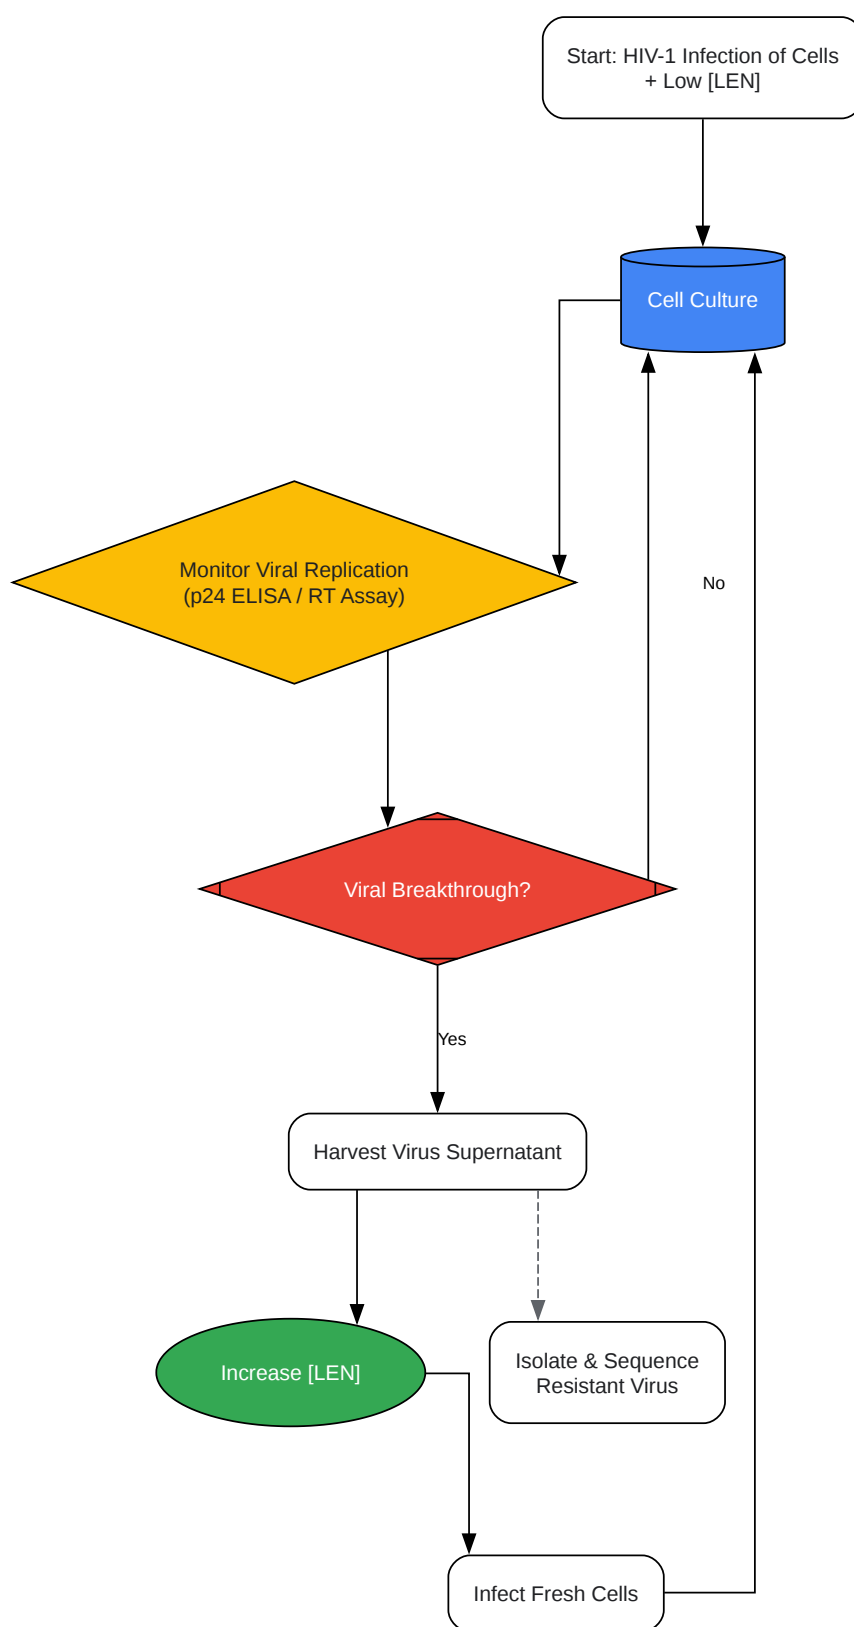 Start: HIV-1 Infection of Cells
+ Low [LEN]
Cell Culture
Monitor Viral Replication
(p24 ELISA / RT Assay)
No
Viral Breakthrough?
Yes
Harvest Virus Supernatant
Increase [LEN]
Isolate & Sequence
Resistant Virus
Infect Fresh Cells